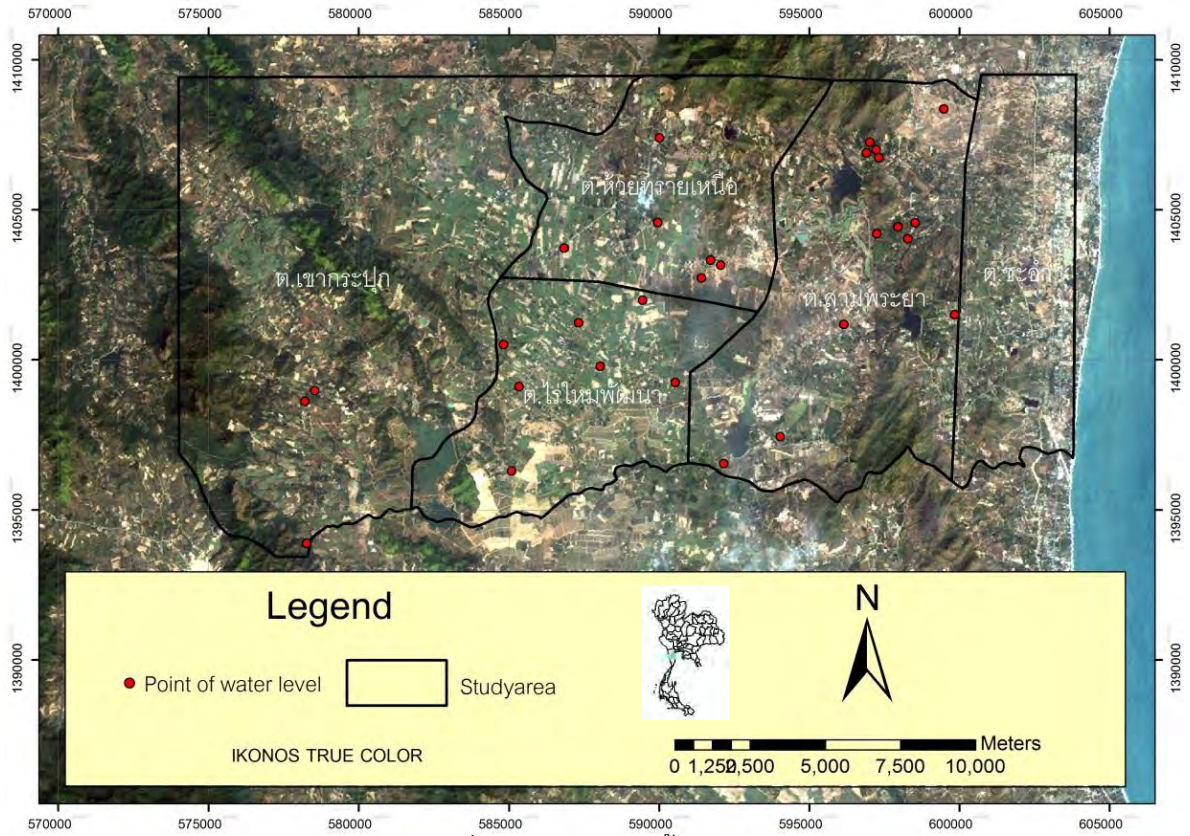 570000 575000 580000 585000 590000 595000 600000 605000
1410000 1410000
ต.ห้วยทรายเหนือ
1405000 1405000
ต.เขากระปุก
ต.ชะอำ
ต.สามพระยา
1400000 1400000
ต.ไร่ใหม่พัฒนา
1395000 1395000
Legend
N
1390000 1390000
Point of water level
Studyarea
IKONOS TRUE COLOR
Meters
0 1,250 2,500 5,000 7,500 10,000
570000 575000 580000 585000 590000 595000 600000 605000